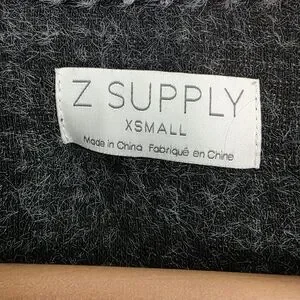 Z SUPPLY
XSMALL
Made in China Fabriqué en Chine